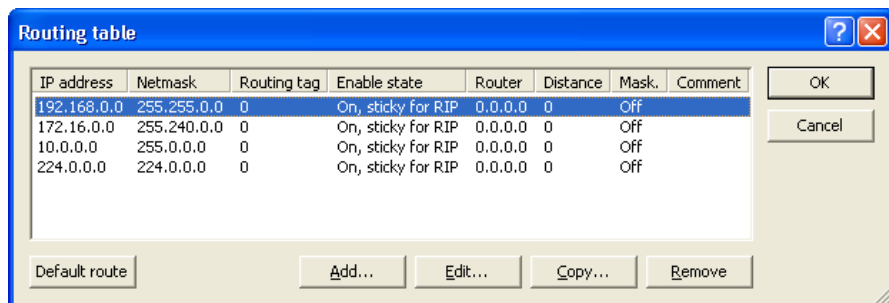 Routing table
IP address Netmask Routing tag Enable state Router Distance Mask. Comment
192.168.0.0 255.255.0.0 0 On, sticky for RIP 0.0.0.0 0 Off
172.16.0.0 255.240.0.0 0 On, sticky for RIP 0.0.0.0 0 Off
10.0.0.0 255.0.0.0 0 On, sticky for RIP 0.0.0.0 0 Off
224.0.0.0 224.0.0.0 0 On, sticky for RIP 0.0.0.0 0 Off
OK
Cancel
Default route Add... Edit... Copy... Remove